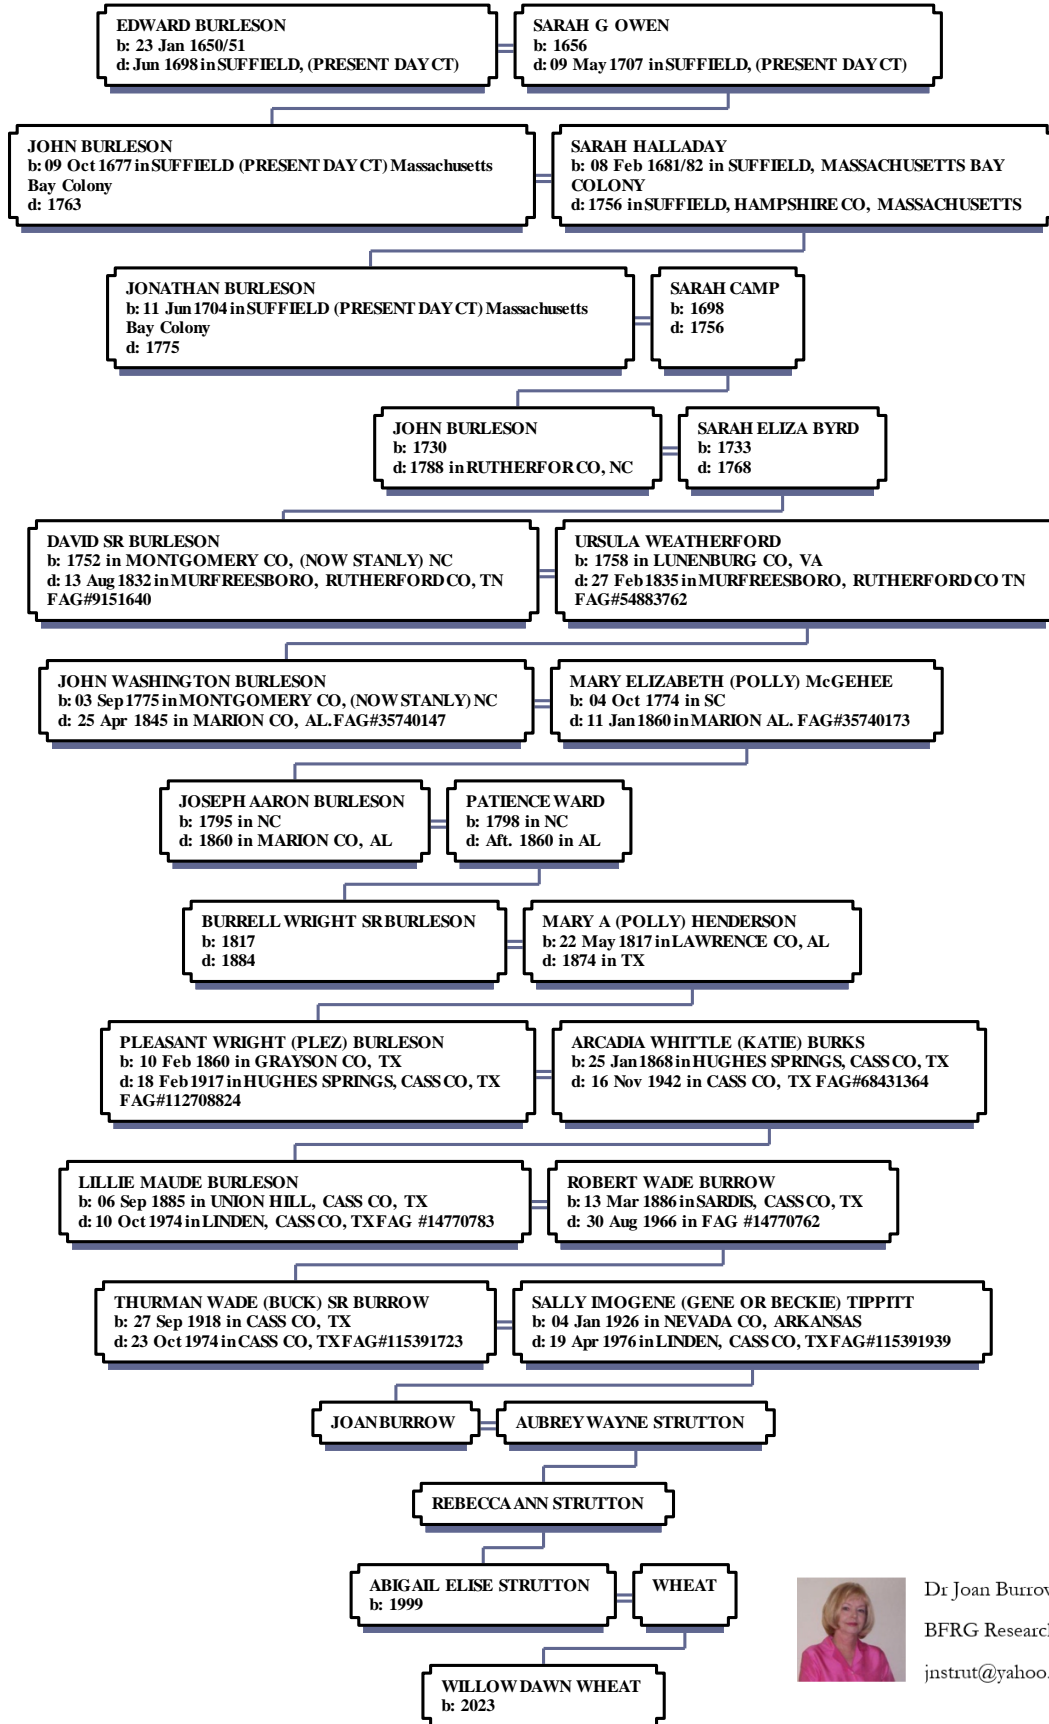 EDWARD BURLESON
b: 23 Jan 1650/51
d: Jun 1698 in SUFFIELD, (PRESENT DAY CT)
SARAH G OWEN
b: 1656
d: 09 May 1707 in SUFFIELD, (PRESENT DAY CT)
JOHN BURLESON
b: 09 Oct 1677 in SUFFIELD (PRESENT DAY CT) Massachusetts
Bay Colony
d: 1763
SARAH HALLADAY
b: 08 Feb 1681/82 in SUFFIELD, MASSACHUSETTS BAY
COLONY
d: 1756 in SUFFIELD, HAMPSHIRE CO, MASSACHUSETTS
JONATHAN BURLESON
b: 11 Jun 1704 in SUFFIELD (PRESENT DAY CT) Massachusetts
Bay Colony
d: 1775
SARAH CAMP
b: 1698
d: 1756
JOHN BURLESON
b: 1730
d: 1788 in RUTHERFOR CO, NC
SARAH ELIZA BYRD
b: 1733
d: 1768
DAVID SR BURLESON
b: 1752 in MONTGOMERY CO, (NOW STANLY) NC
d: 13 Aug 1832 in MURFREESBORO, RUTHERFORD CO, TN
FAG#9151640
URSULA WEATHERFORD
b: 1758 in LUNENBURG CO, VA
d: 27 Feb 1835 in MURFREESBORO, RUTHERFORD CO TN
FAG#54883762
JOHN WASHINGTON BURLESON
b: 03 Sep 1775 in MONTGOMERY CO, (NOW STANLY) NC
d: 25 Apr 1845 in MARION CO, AL. FAG#35740147
MARY ELIZABETH (POLLY) McGEHEE
b: 04 Oct 1774 in SC
d: 11 Jan 1860 in MARION AL. FAG#35740173
JOSEPH AARON BURLESON
b: 1795 in NC
d: 1860 in MARION CO, AL
PATIENCE WARD
b: 1798 in NC
d: Aft. 1860 in AL
BURRELL WRIGHT SR BURLESON
b: 1817
d: 1884
MARY A (POLLY) HENDERSON
b: 22 May 1817 in LAWRENCE CO, AL
d: 1874 in TX
PLEASANT WRIGHT (PLEZ) BURLESON
b: 10 Feb 1860 in GRAYSON CO, TX
d: 18 Feb 1917 in HUGHES SPRINGS, CASS CO, TX
FAG#112708824
ARCADIA WHITTLE (KATIE) BURKS
b: 25 Jan 1868 in HUGHES SPRINGS, CASS CO, TX
d: 16 Nov 1942 in CASS CO, TX FAG#68431364
LILLIE MAUDE BURLESON
b: 06 Sep 1885 in UNION HILL, CASS CO, TX
d: 10 Oct 1974 in LINDEN, CASS CO, TX FAG #14770783
ROBERT WADE BURROW
b: 13 Mar 1886 in SARDIS, CASS CO, TX
d: 30 Aug 1966 in FAG #14770762
THURMAN WADE (BUCK) SR BURROW
b: 27 Sep 1918 in CASS CO, TX
d: 23 Oct 1974 in CASS CO, TX FAG#115391723
SALLY IMOGENE (GENE OR BECKIE) TIPPITT
b: 04 Jan 1926 in NEVADA CO, ARKANSAS
d: 19 Apr 1976 in LINDEN, CASS CO, TX FAG#115391939
JOAN BURROW
AUBREY WAYNE STRUTTON
REBECCA ANN STRUTTON
ABIGAIL ELISE STRUTTON
b: 1999
WHEAT
WILLOW DAWN WHEAT
b: 2023
Dr Joan Burrow
BFRG Research
jnstrut@yahoo.